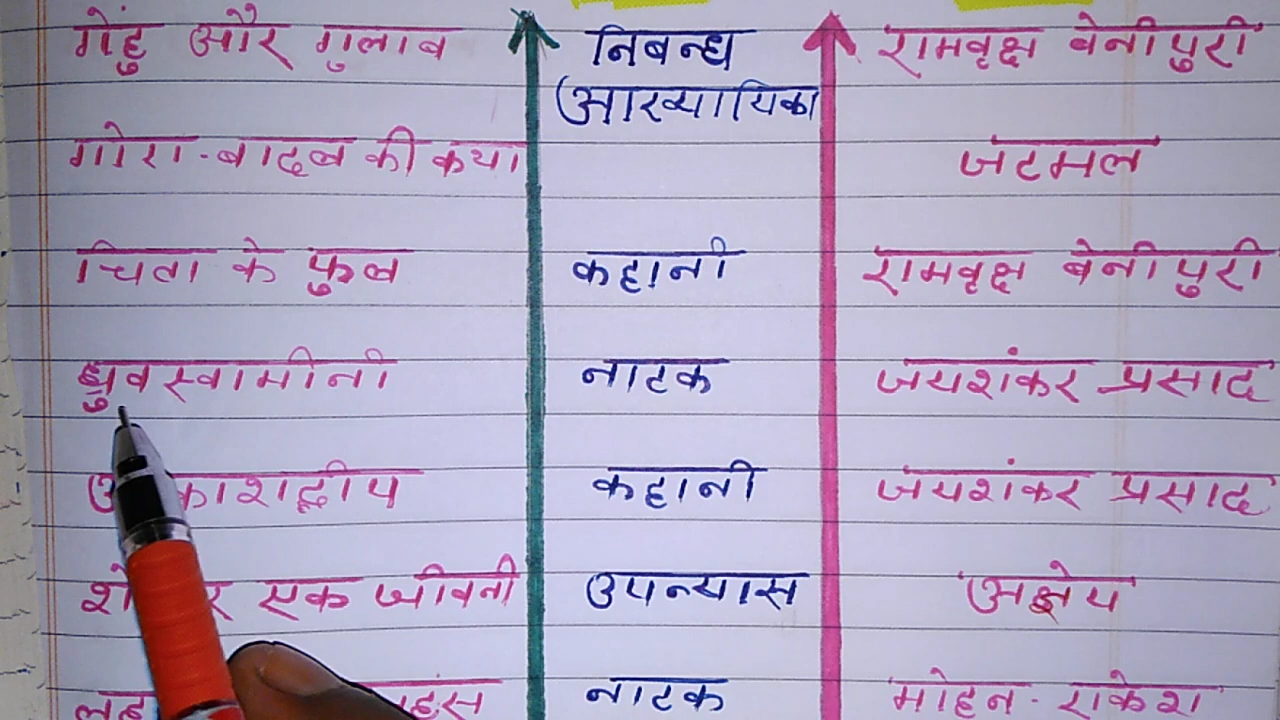 गेहुं और गुलाब निबन्ध रामवृक्ष बेनीपुरी
(आख्यायिका
गोरा-बादल की कथा जटमल
चिता के फुल कहानी रामवृक्ष बेनीपुरी
ध्रुवस्वामीनी नाटक जयशंकर प्रसाद
काशद्वीप कहानी जयशंकर प्रसाद
एक जीवनी उपन्यास अज्ञेय
नाटक मोहन-राकेश